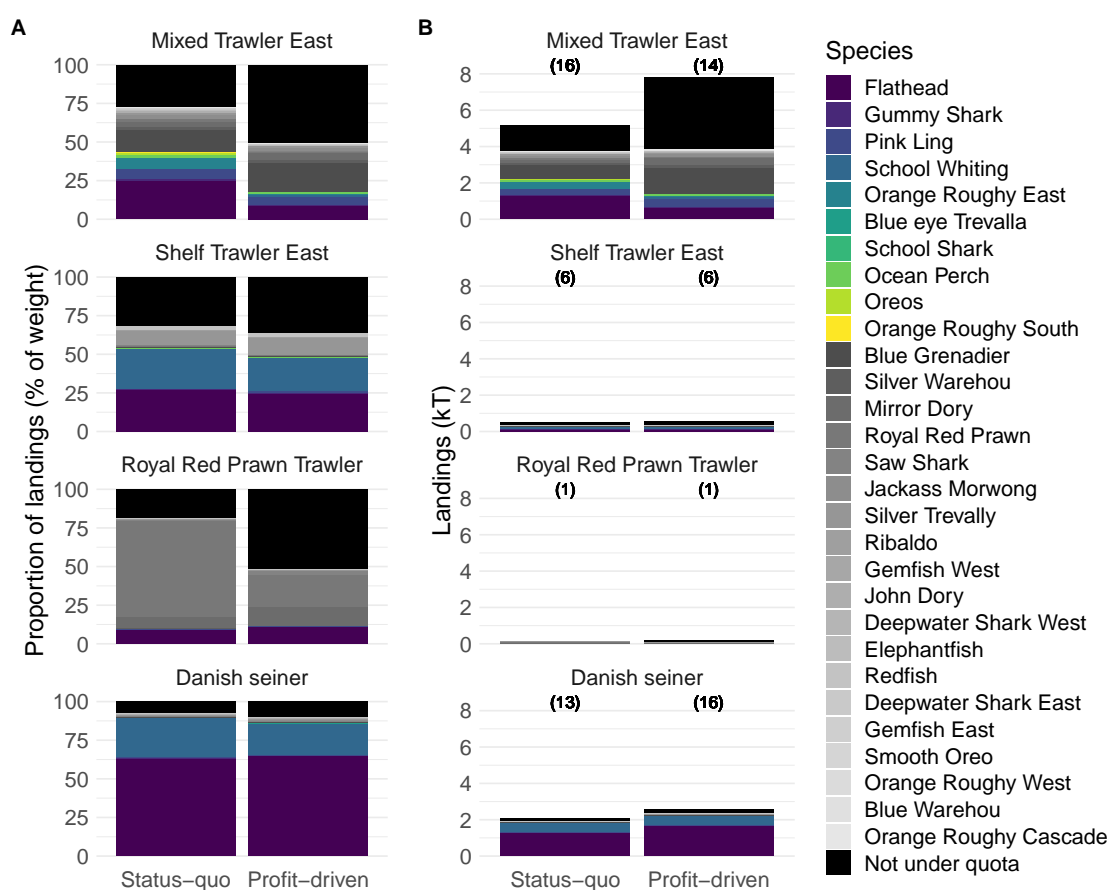 A
Proportion of landings (% of weight)
Mixed Trawler East
100
75
50
25
0
Shelf Trawler East
100
75
50
25
0
Royal Red Prawn Trawler
100
75
50
25
0
Danish seiner
100
75
50
25
0
Status−quo Profit−driven
B
Landings (kT)
Mixed Trawler East
(16) (14)
8
6
4
2
0
Shelf Trawler East
(6) (6)
8
6
4
2
0
Royal Red Prawn Trawler
(1) (1)
8
6
4
2
0
Danish seiner
(13) (16)
8
6
4
2
0
Status−quo Profit−driven
Species
Flathead
Gummy Shark
Pink Ling
School Whiting
Orange Roughy East
Blue eye Trevalla
School Shark
Ocean Perch
Oreos
Orange Roughy South
Blue Grenadier
Silver Warehou
Mirror Dory
Royal Red Prawn
Saw Shark
Jackass Morwong
Silver Trevally
Ribaldo
Gemfish West
John Dory
Deepwater Shark West
Elephantfish
Redfish
Deepwater Shark East
Gemfish East
Smooth Oreo
Orange Roughy West
Blue Warehou
Orange Roughy Cascade
Not under quota